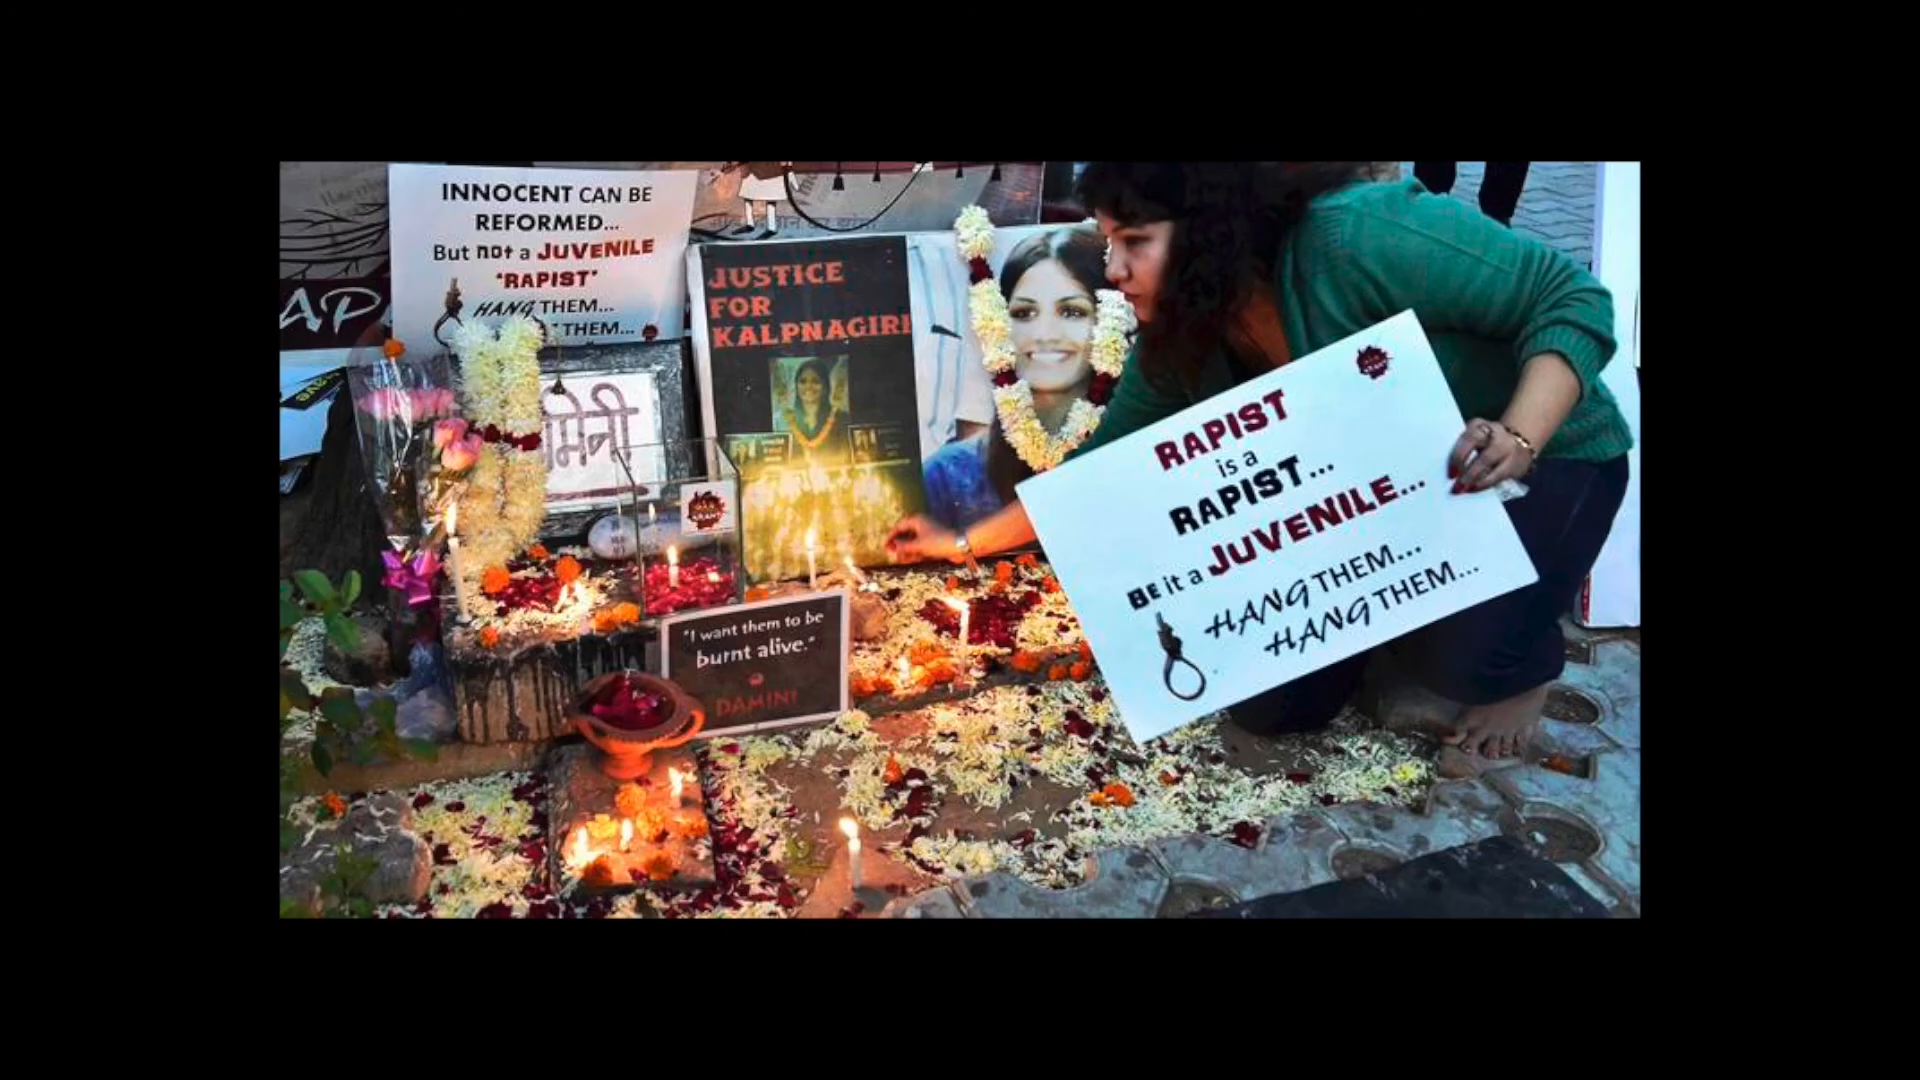 INNOCENT CAN BE
REFORMED...
But not a JUVENILE
"RAPIST"
HANG THEM...
THEM...
AP
JUSTICE
FOR
KALPNAGIRI
मिनी
"I want them to be
burnt alive."
DAMINI
RAPIST
is a
RAPIST...
BE it a JUVENILE...
HANG THEM...
HANG THEM...